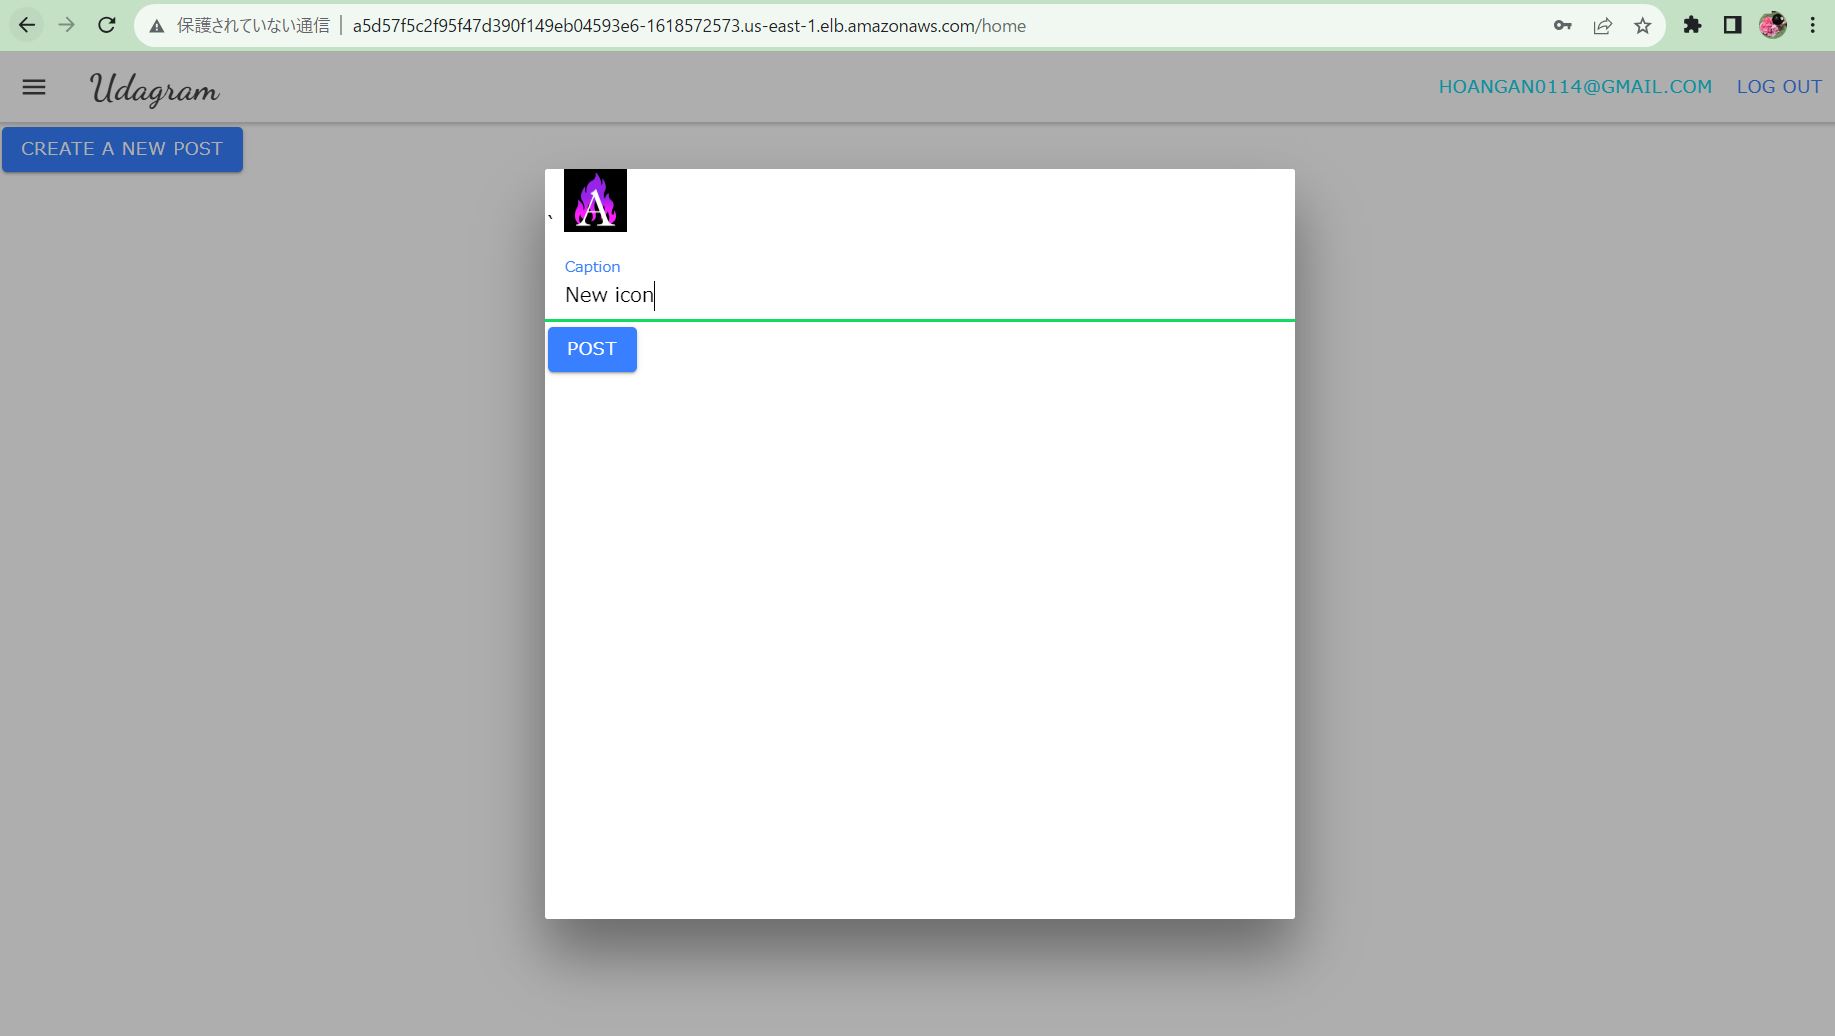 保護されていない通信 | a5d57f5c2f95f47d390f149eb04593e6-1618572573.us-east-1.elb.amazonaws.com/home
Udagram HOANGAN0114@GMAIL.COM LOG OUT
CREATE A NEW POST
` A
Caption
New icon
POST